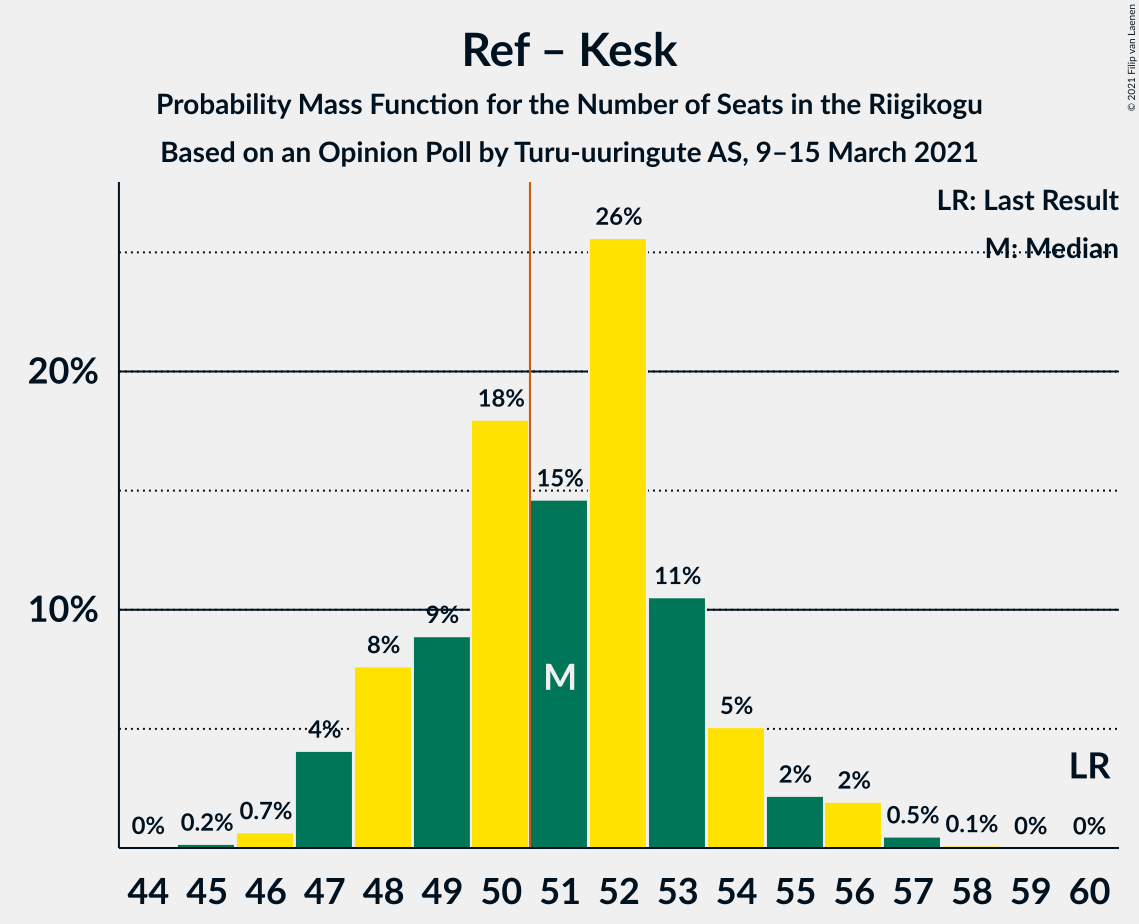 Ref – Kesk
Probability Mass Function for the Number of Seats in the Riigikogu
Based on an Opinion Poll by Turu-uuringute AS, 9–15 March 2021
© 2021 Filip van Laenen
LR: Last Result
M: Median
26%
20%
18%
15%
11%
10%
9%
8%
M
5%
4%
LR
2%
2%
0.7%
0.5%
0.2%
0.1%
0%
0%
0%
44 45 46 47 48 49 50 51 52 53 54 55 56 57 58 59 60